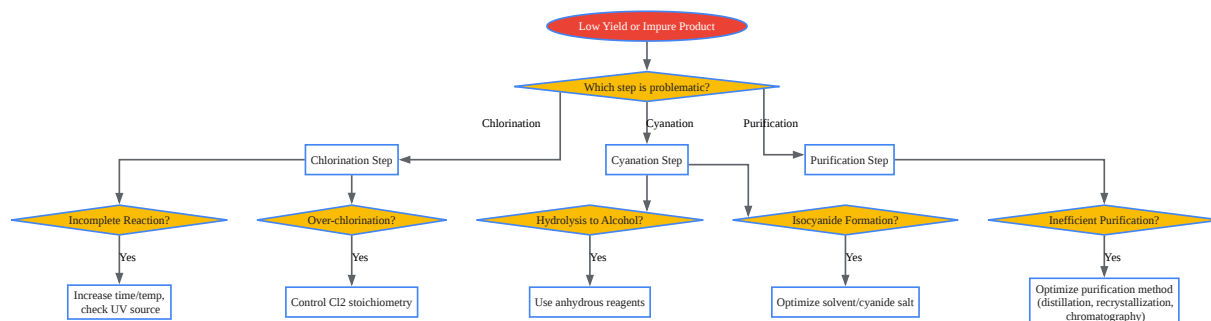 Low Yield or Impure Product
Which step is problematic?
Chlorination
Cyanation
Purification
Chlorination Step
Cyanation Step
Purification Step
Incomplete Reaction?
Over-chlorination?
Hydrolysis to Alcohol?
Isocyanide Formation?
Inefficient Purification?
Yes
Yes
Yes
Yes
Yes
Increase time/temp,
check UV source
Control Cl2 stoichiometry
Use anhydrous reagents
Optimize solvent/cyanide salt
Optimize purification method
(distillation, recrystallization,
chromatography)